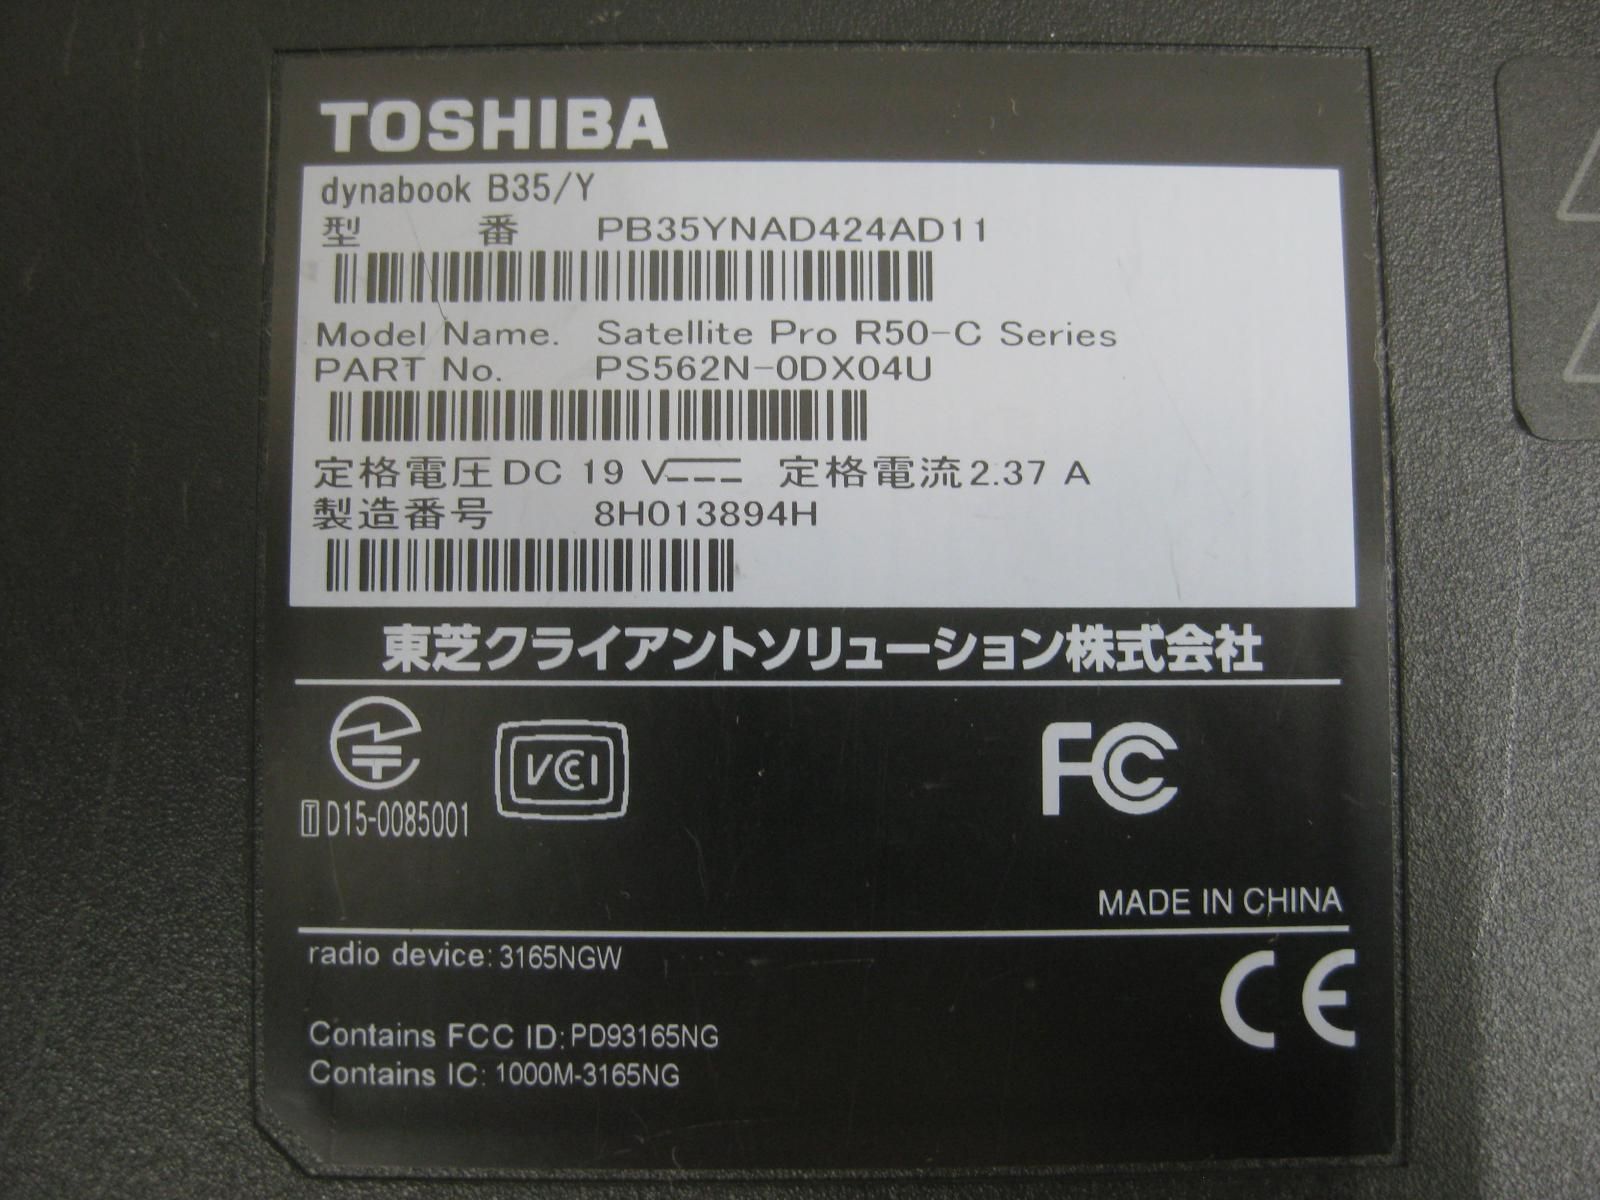 TOSHIBA
dynabook B35/Y
型 番 PB35YNAD424AD11
Model Name. Satellite Pro R50-C Series
PART No. PS562N-0DX04U
定格電圧DC 19 V 定格電流2.37 A
製造番号 8H013894H
東芝クライアントソリューション株式会社
T D15-0085001
VCCI
FC
MADE IN CHINA
radio device: 3165NGW
CE
Contains FCC ID: PD93165NG
Contains IC: 1000M-3165NG